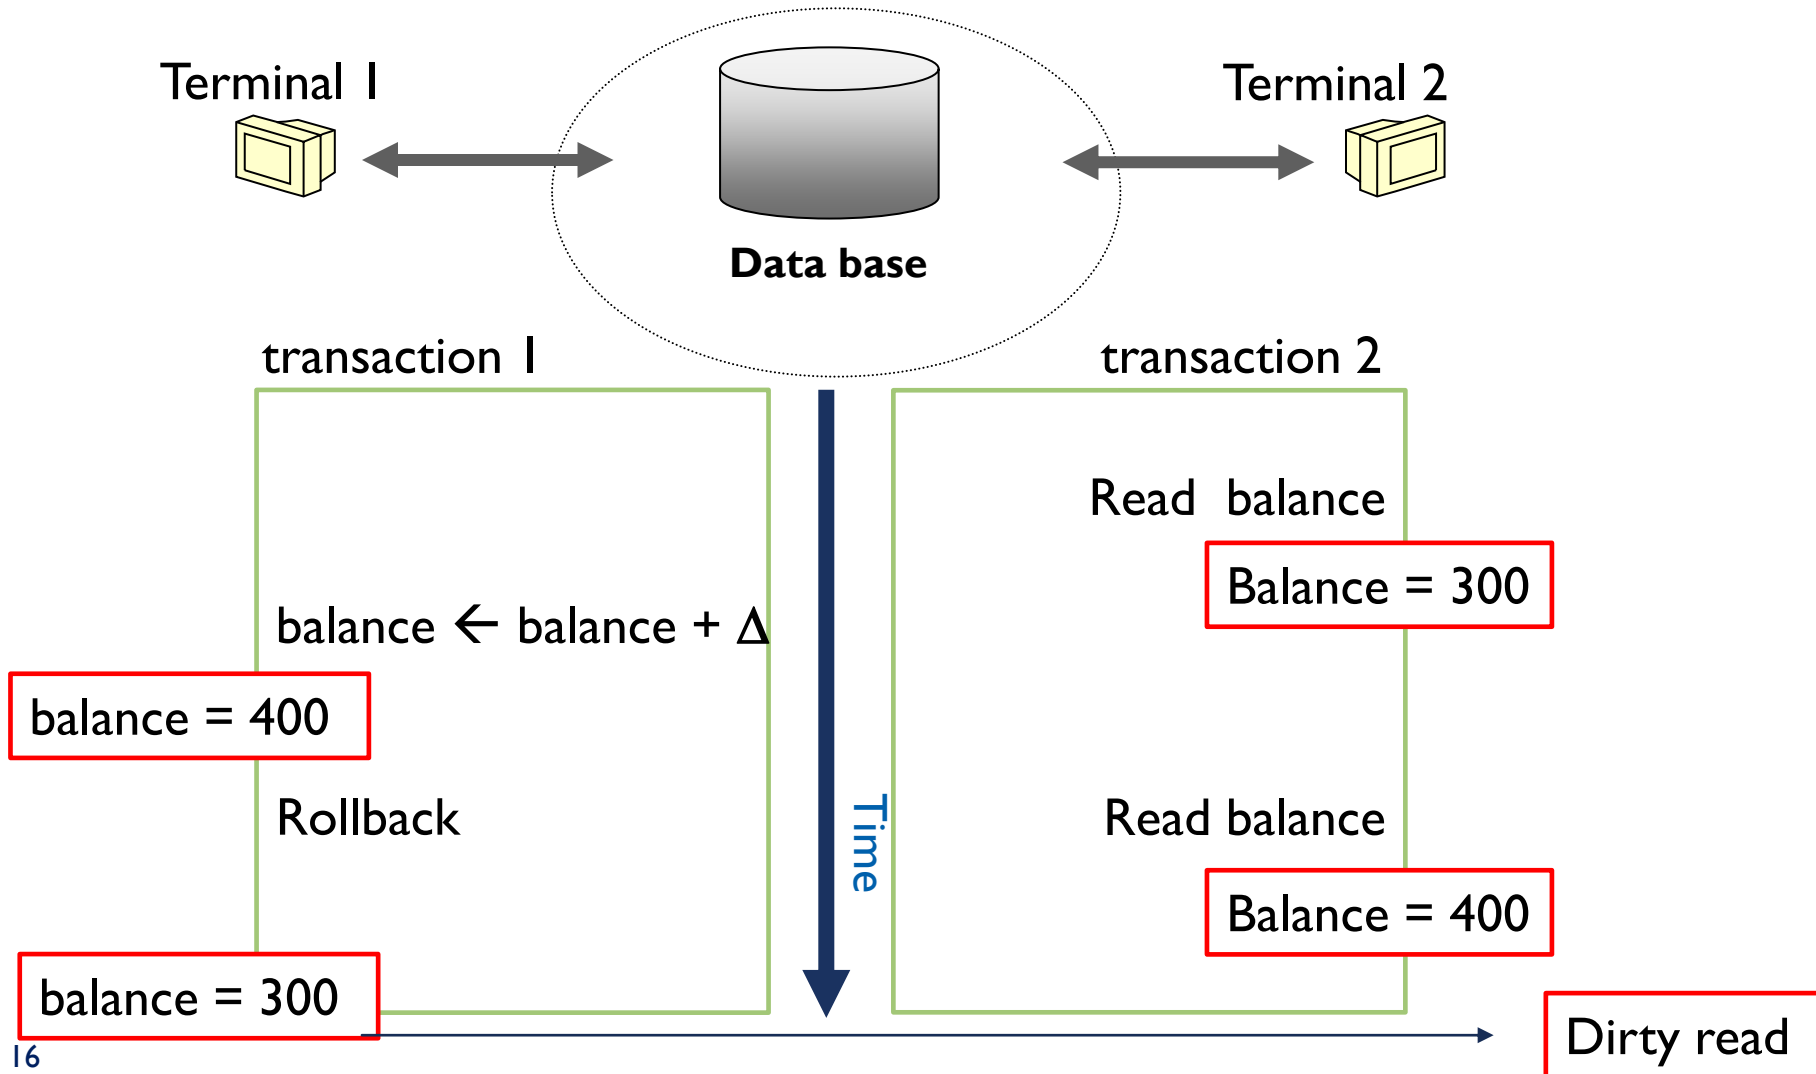 Terminal 1
Terminal 2
Data base
transaction 1
transaction 2
Read balance
Balance = 300
balance ← balance + Δ
balance = 400
Rollback
Time
Read balance
Balance = 400
balance = 300
Dirty read
16